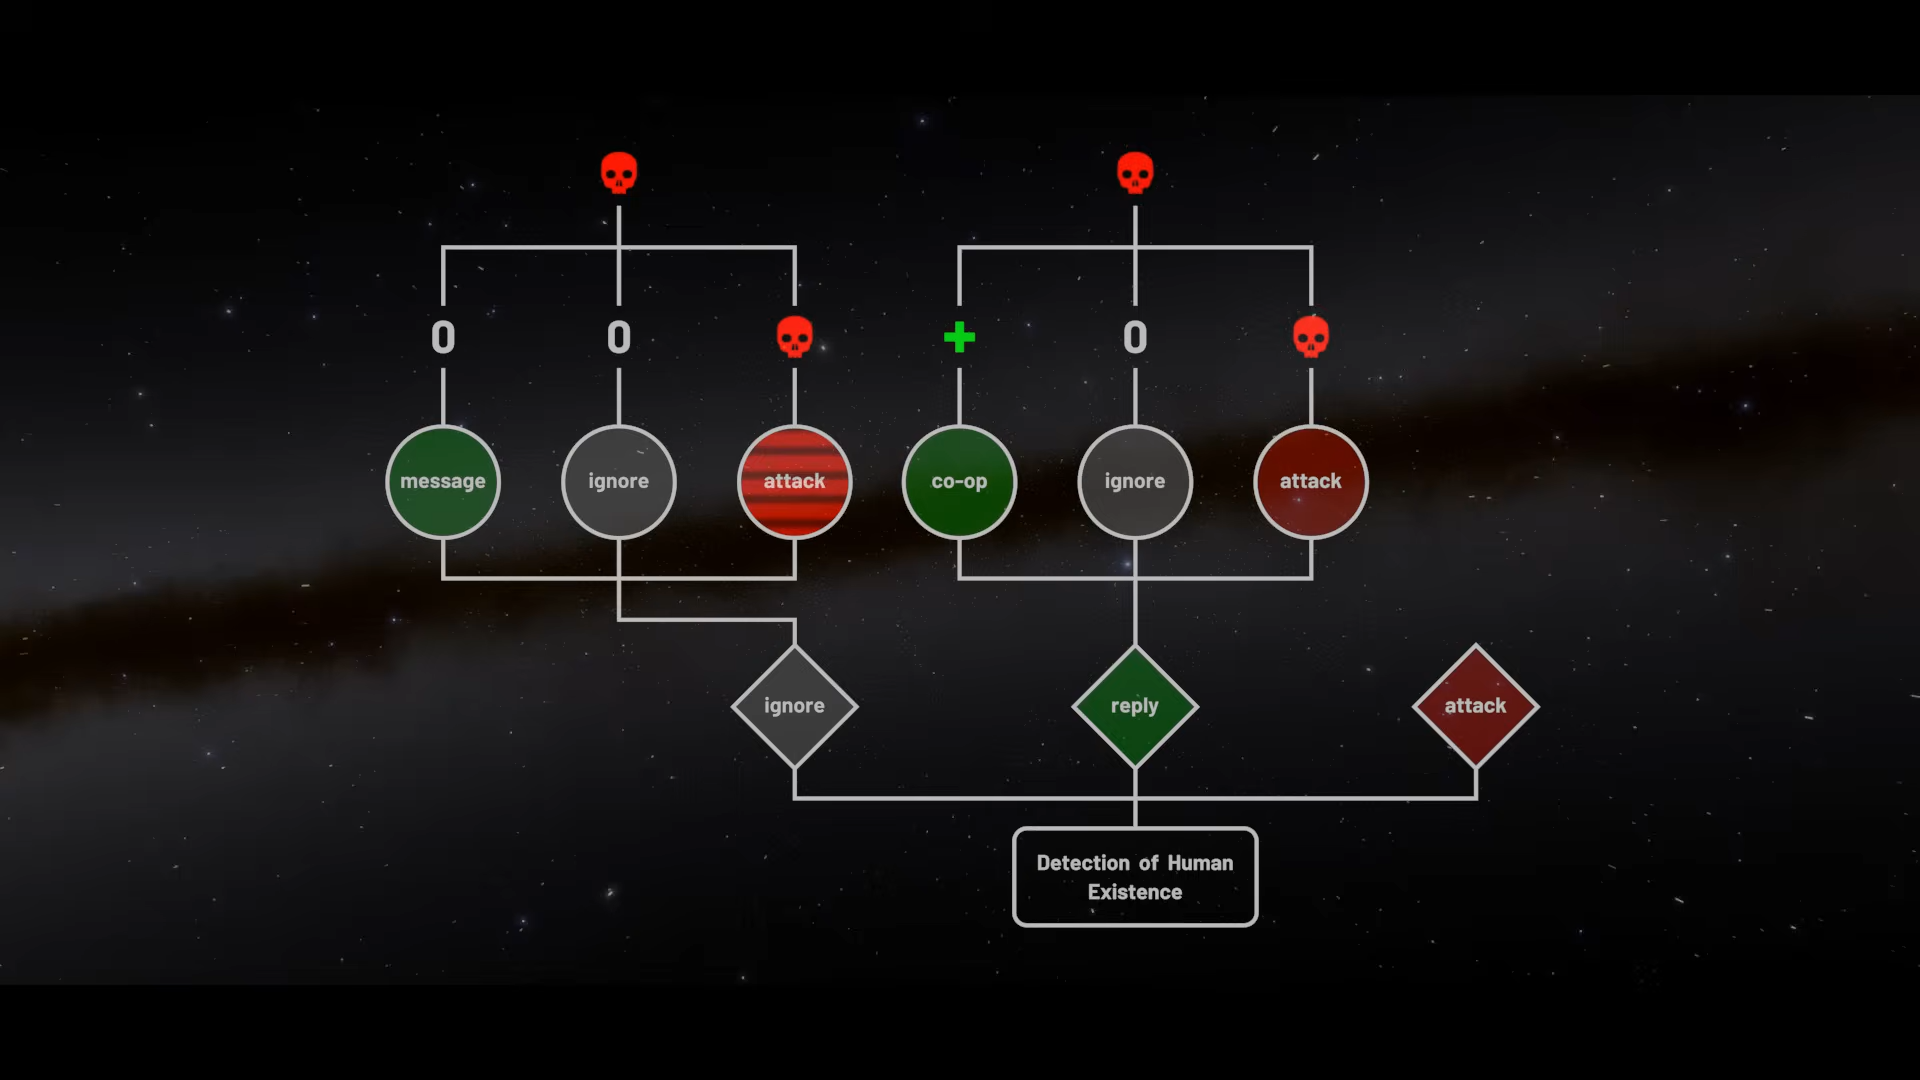 0
0
0
message
ignore
attack
co-op
ignore
attack
ignore
reply
attack
Detection of Human
Existence